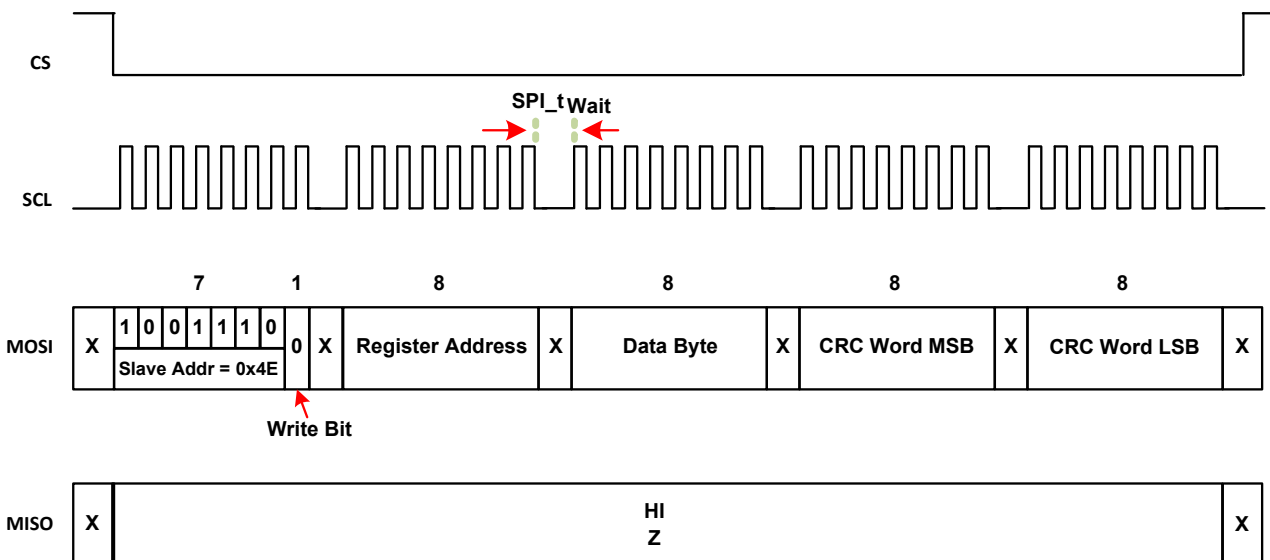 CS
SPI_t Wait
SCL
7 1 8 8 8 8
MOSI X 1 0 0 1 1 1 0 0 X Register Address X Data Byte X CRC Word MSB X CRC Word LSB X
Slave Addr = 0x4E
Write Bit
MISO X HI X
Z